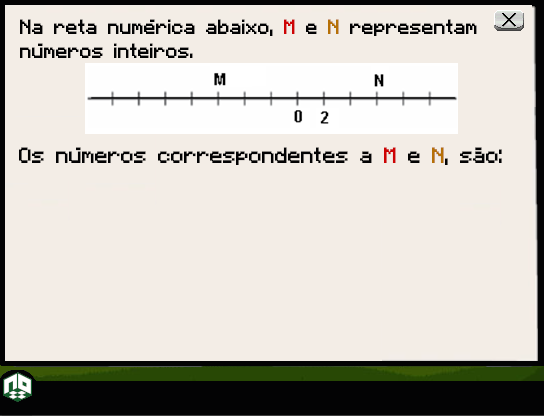 Na reta numérica abaixo, M e N representam
números inteiros.
M N
0 2
Os números correspondentes a M e N, são: